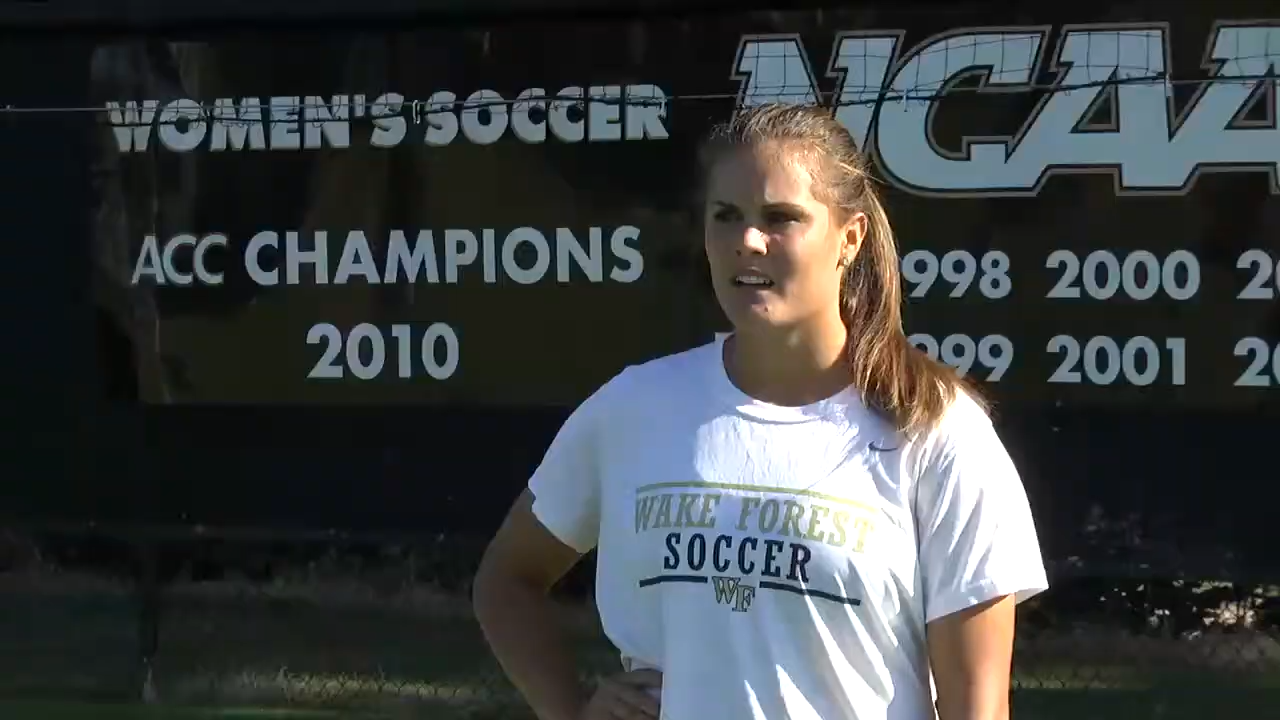 WOMEN'S SOCCER
ACC CHAMPIONS
2010
NCAA
998 2000
999 2001
WAKE FOREST
SOCCER
WF